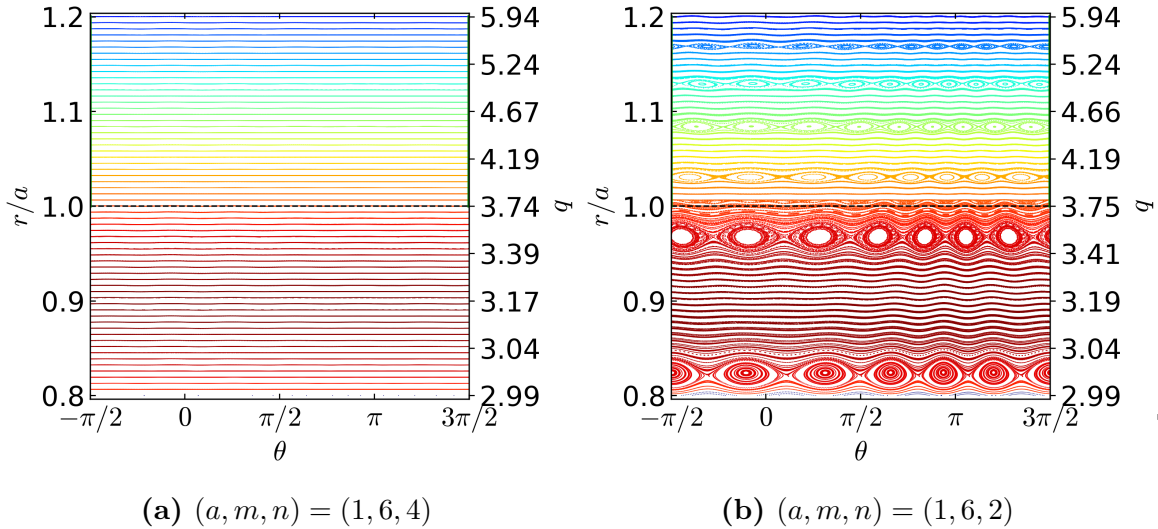 1.2
1.1
1.0
0.9
0.8
r/a
5.94
5.24
4.67
4.19
3.74
3.39
3.17
3.04
2.99
q
−π/2
0
π/2
π
3π/2
θ
(a) (a, m, n) = (1, 6, 4)
1.2
1.1
1.0
0.9
0.8
r/a
5.94
5.24
4.66
4.19
3.75
3.41
3.19
3.04
2.99
q
−π/2
0
π/2
π
3π/2
θ
(b) (a, m, n) = (1, 6, 2)